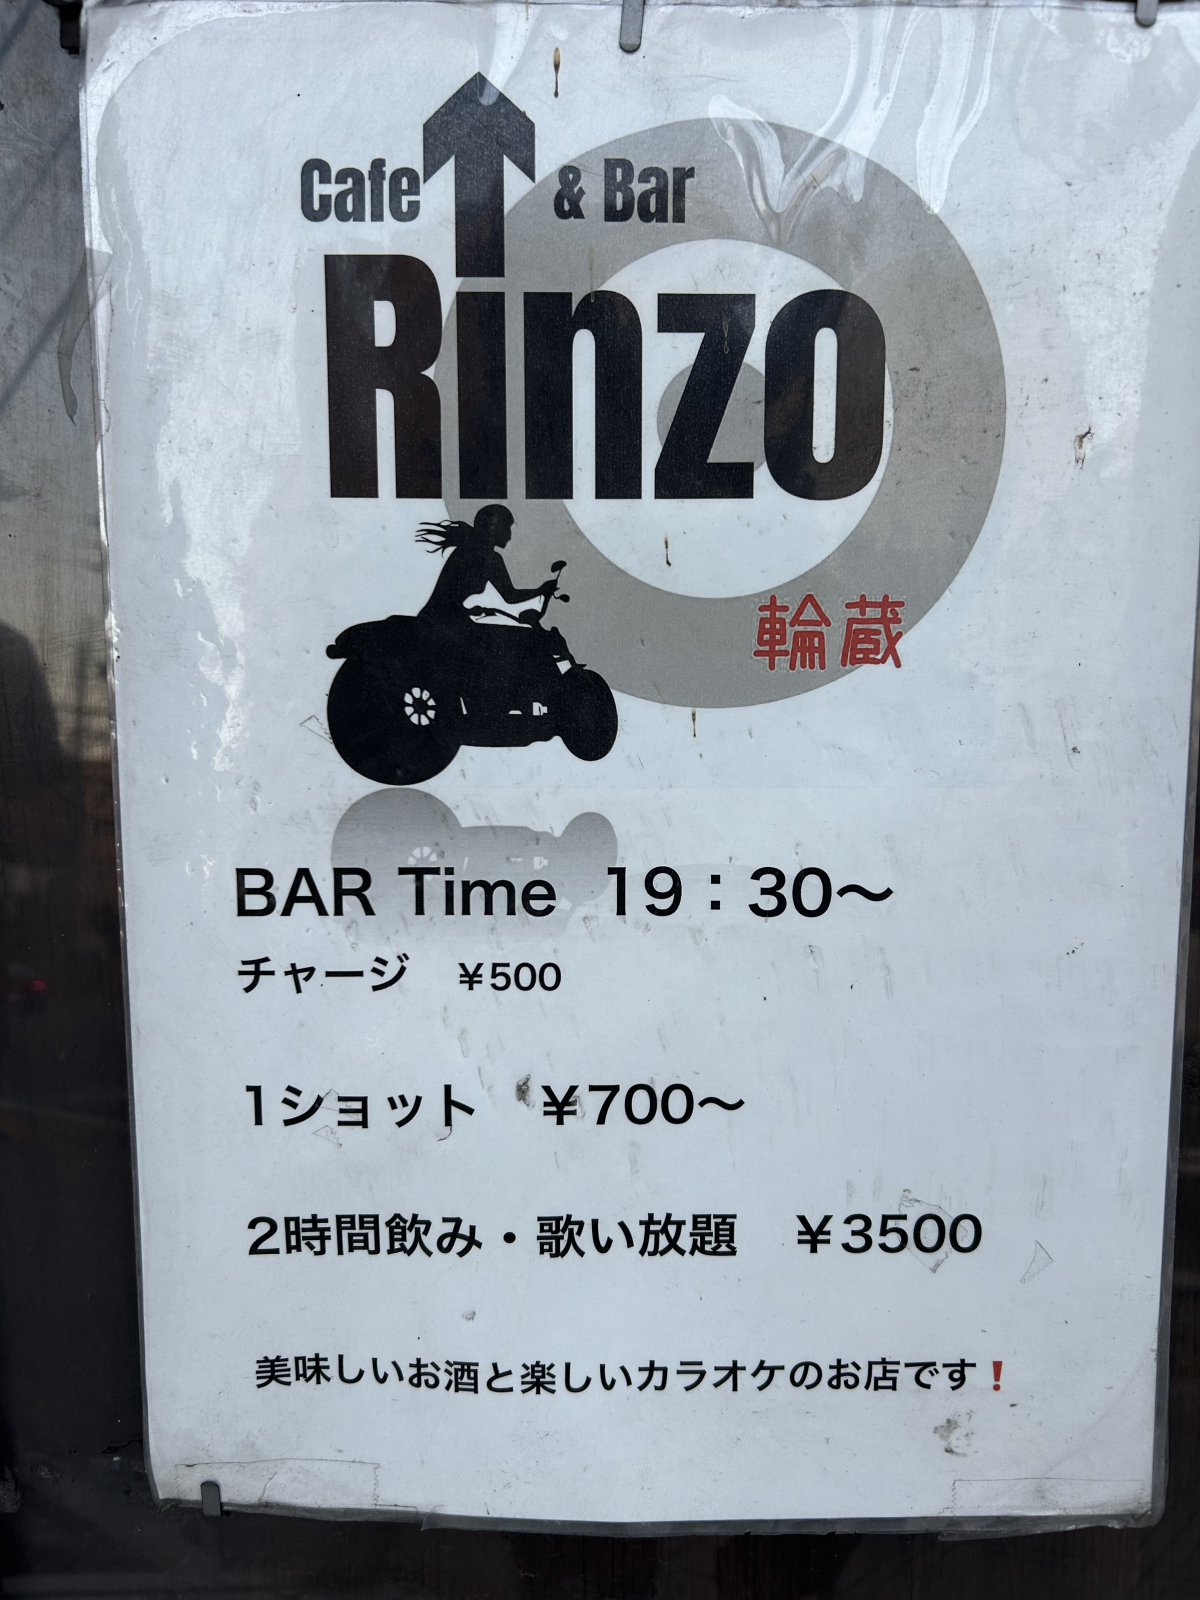 Cafe & Bar
Rinzo
輪蔵
BAR Time 19：30〜
チャージ ¥500
1ショット ¥700〜
2時間飲み・歌い放題 ¥3500
美味しいお酒と楽しいカラオケのお店です❗